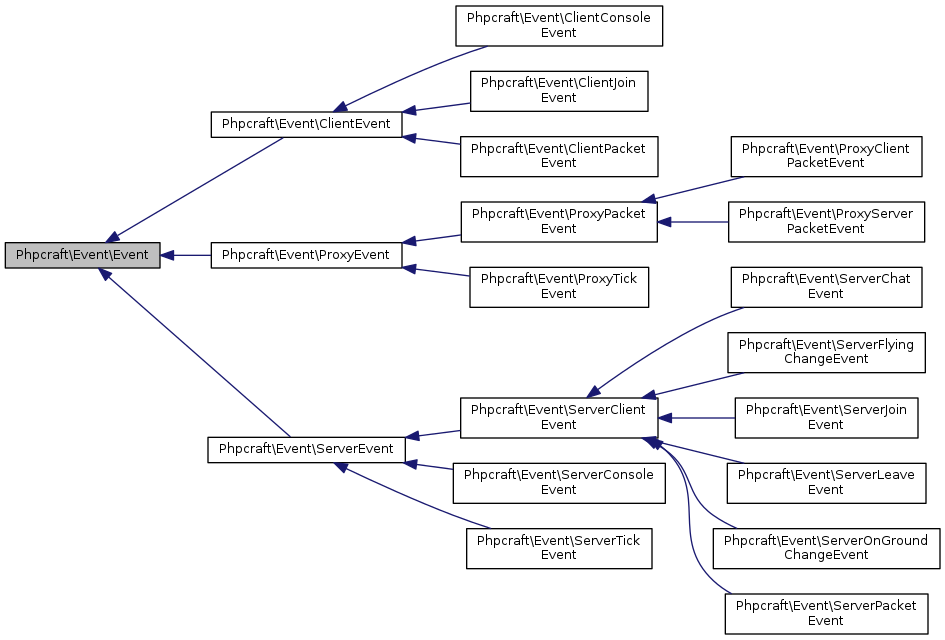 Phpcraft\Event\ClientConsole
Event
Phpcraft\Event\ClientJoin
Event
Phpcraft\Event\ClientEvent
Phpcraft\Event\ClientPacket
Event
Phpcraft\Event\ProxyClient
PacketEvent
Phpcraft\Event\ProxyPacket
Event
Phpcraft\Event\ProxyServer
PacketEvent
Phpcraft\Event\Event
Phpcraft\Event\ProxyEvent
Phpcraft\Event\ProxyTick
Event
Phpcraft\Event\ServerChat
Event
Phpcraft\Event\ServerFlying
ChangeEvent
Phpcraft\Event\ServerClient
Event
Phpcraft\Event\ServerJoin
Event
Phpcraft\Event\ServerEvent
Phpcraft\Event\ServerConsole
Event
Phpcraft\Event\ServerLeave
Event
Phpcraft\Event\ServerTick
Event
Phpcraft\Event\ServerOnGround
ChangeEvent
Phpcraft\Event\ServerPacket
Event